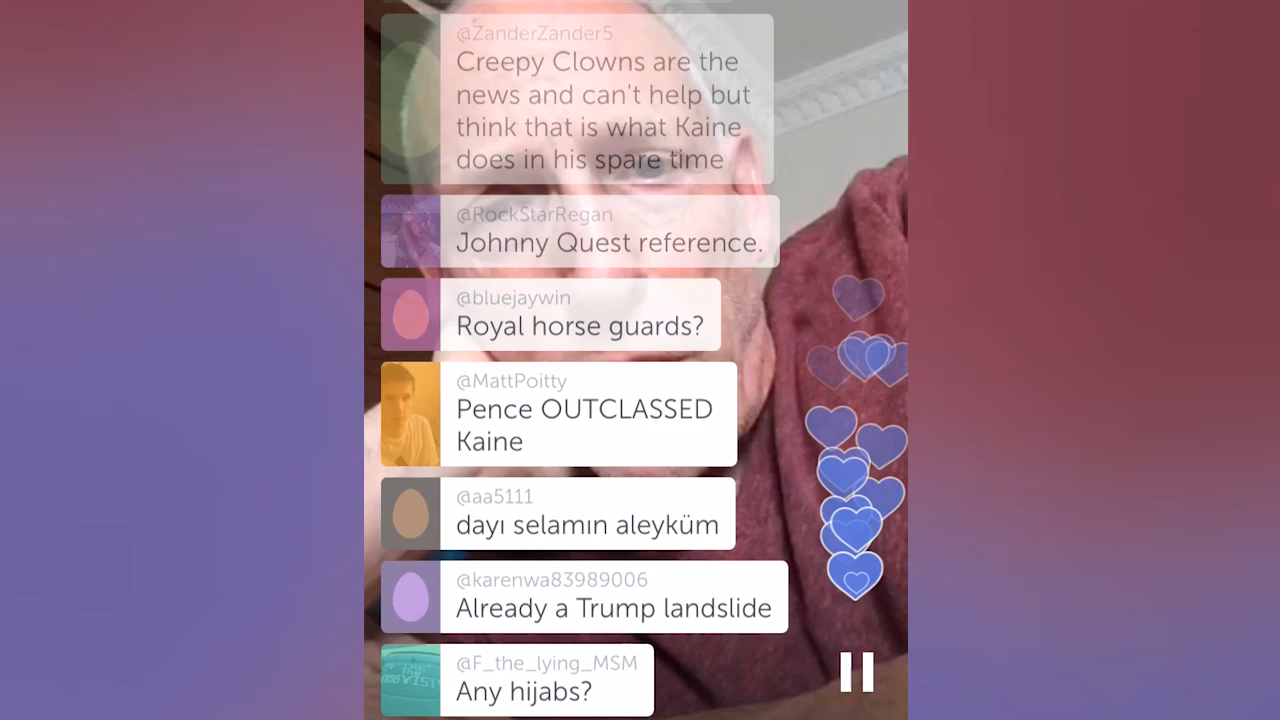 @ZanderZander5
Creepy Clowns are the
news and can't help but
think that is what Kaine
does in his spare time
@RockStarRegan
Johnny Quest reference.
@bluejaywin
Royal horse guards?
@MattPoitty
Pence OUTCLASSED
Kaine
@aa5111
dayı selamın aleyküm
@karenwa83989006
Already a Trump landslide
@F_the_lying_MSM
Any hijabs?